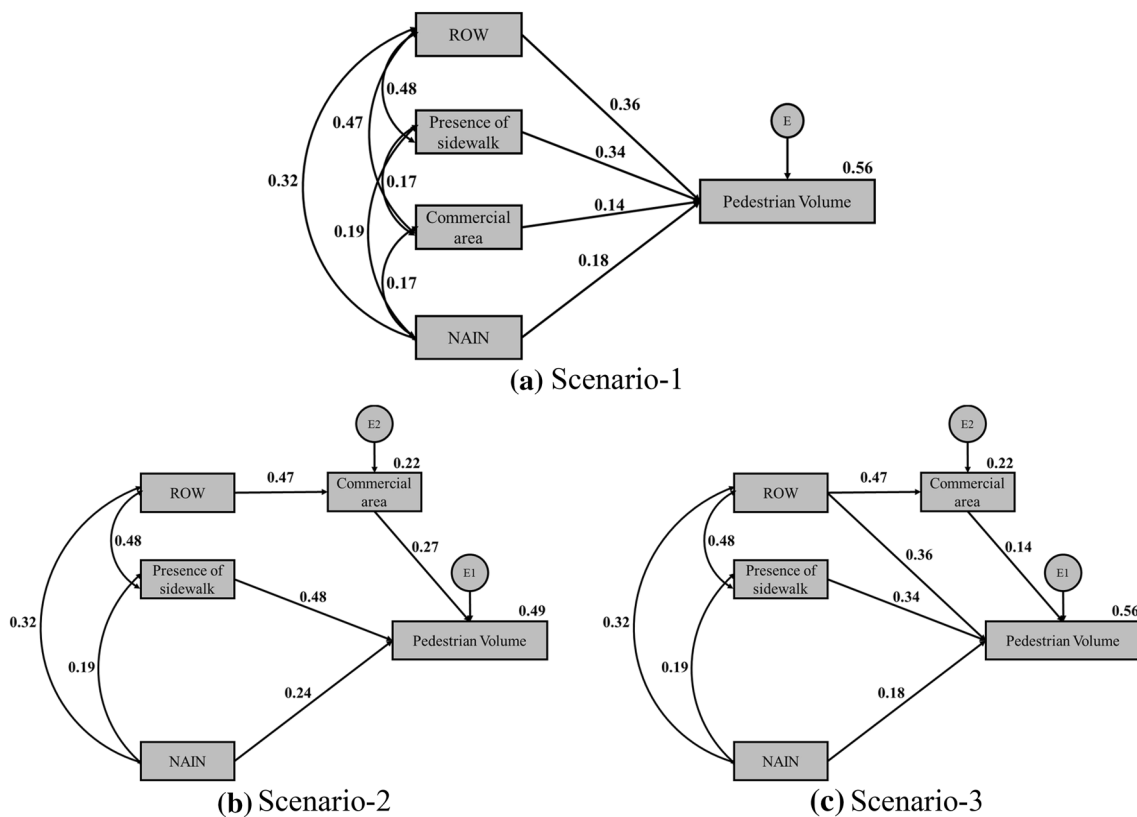 ROW
0.48
0.36
Presence of
sidewalk
0.47
0.34
E
0.56
0.32
0.17
Pedestrian Volume
Commercial
area
0.14
0.19
0.17
0.18
NAIN
(a) Scenario-1
E2
0.22
ROW
0.47
Commercial
area
0.48
0.27
Presence of
sidewalk
E1
0.48
0.49
0.32
Pedestrian Volume
0.19
0.24
NAIN
(b) Scenario-2
E2
0.22
ROW
0.47
Commercial
area
0.48
0.36
0.14
Presence of
sidewalk
E1
0.34
0.56
0.32
Pedestrian Volume
0.19
0.18
NAIN
(c) Scenario-3